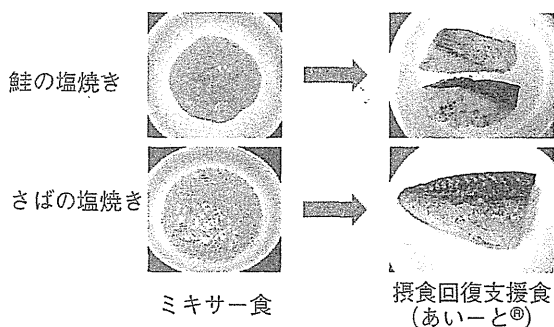 鮭の塩焼き
さばの塩焼き
ミキサー食
摂食回復支援食
(あいーと®)